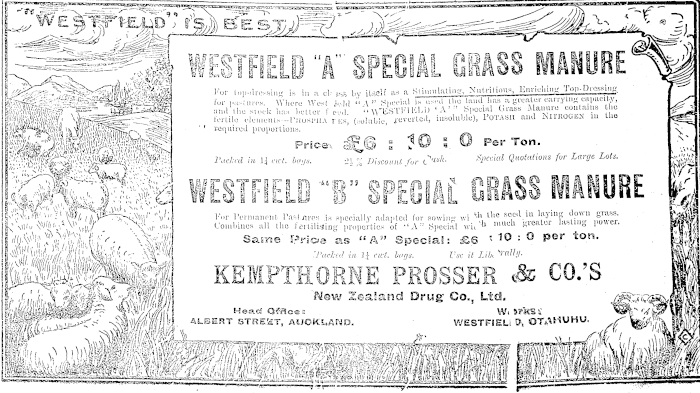 "WESTFIELD" IS BEST
WESTFIELD "A" SPECIAL GRASS MANURE
For topdressing is in a class by itself as a Stimulating, Nutritious, Enriching Top-Dressing
for pastures. Where Westfield "A" Special is used the land has a greater carrying capacity,
and the stock has better feed. "WESTFIELD "A"" Special Grass Manure contains the
fertile elements—PHOSPHATES, (soluble, reverted, insoluble), POTASH and NITROGEN in the
required proportions.
Price £6 : 10 : 0 Per Ton.
Packed in 1½ cwt. bags. 2½% Discount for Cash. Special Quotations for Large Lots.
WESTFIELD "B" SPECIAL GRASS MANURE
For Permanent Pastures is specially adapted for sowing with the seed in laying down grass.
Combines all the fertilising properties of "A" Special with much greater lasting power.
Same Price as "A" Special: £6 : 10 : 0 per ton.
Packed in 1½ cwt. bags. Use it Liberally.
KEMPTHORNE PROSSER & CO.'S
New Zealand Drug Co., Ltd.
Head Office: Works:
ALBERT STREET, AUCKLAND. WESTFIELD, OTAHUHU.